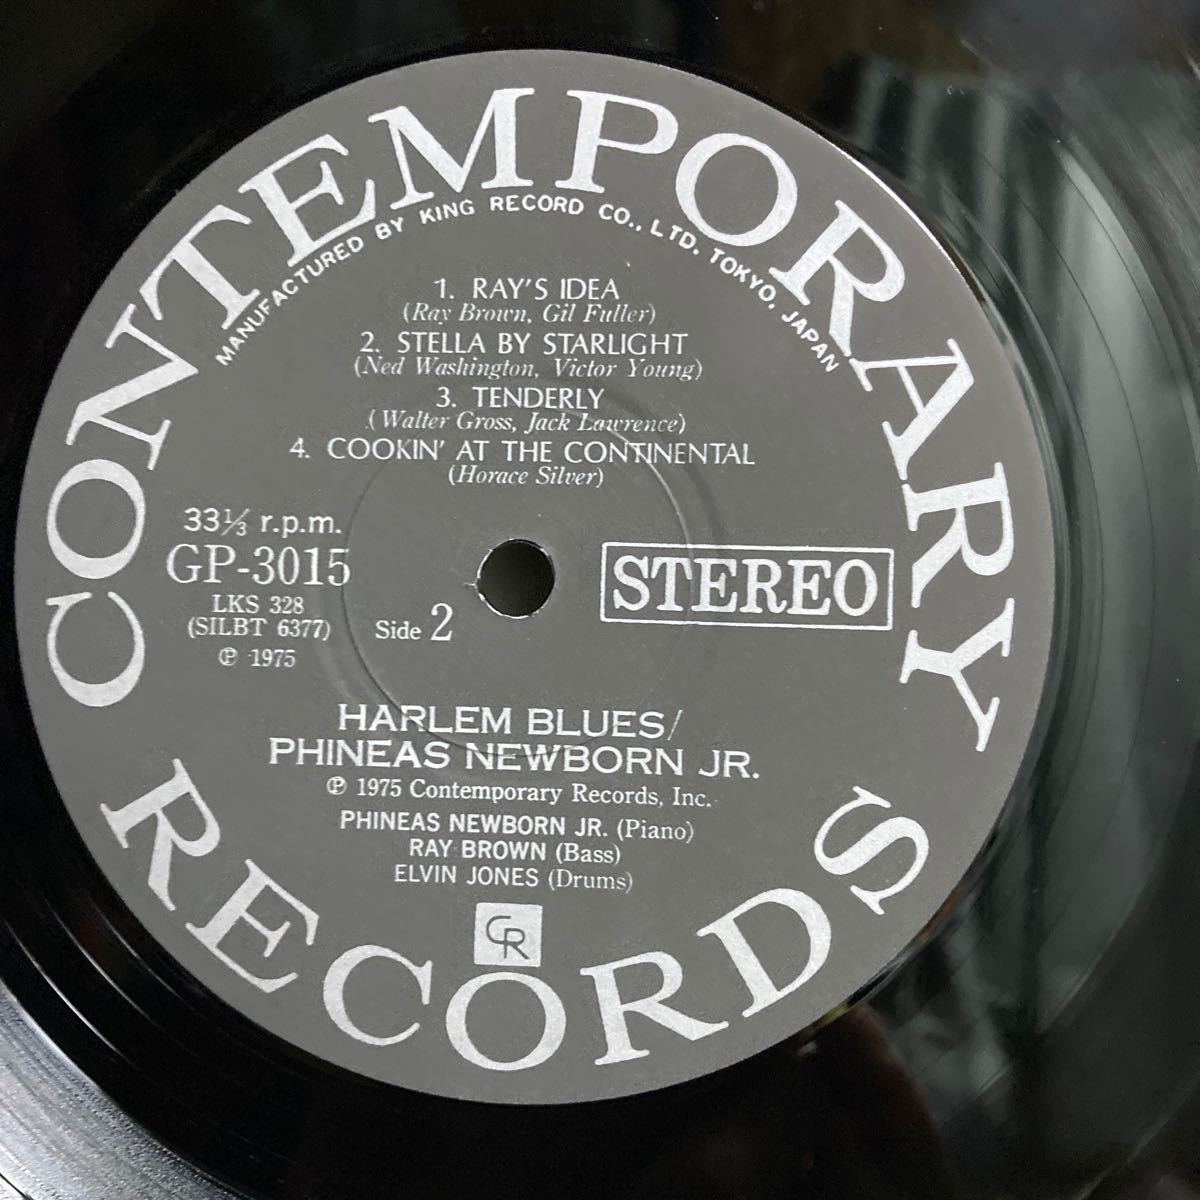 CONTEMPORARY
MANUFACTURED BY KING RECORD CO., LTD. TOKYO. JAPAN
1. RAY'S IDEA
(Ray Brown, Gil Fuller)
2. STELLA BY STARLIGHT
(Ned Washington, Victor Young)
3. TENDERLY
(Walter Gross, Jack Lawrence)
4. COOKIN' AT THE CONTINENTAL
(Horace Silver)
33⅓ r.p.m.
GP-3015
LKS 328
(SILBT 6377)
℗ 1975
Side 2
STEREO
HARLEM BLUES/
PHINEAS NEWBORN JR.
℗ 1975 Contemporary Records, Inc.
PHINEAS NEWBORN JR. (Piano)
RAY BROWN (Bass)
ELVIN JONES (Drums)
CR
RECORDS